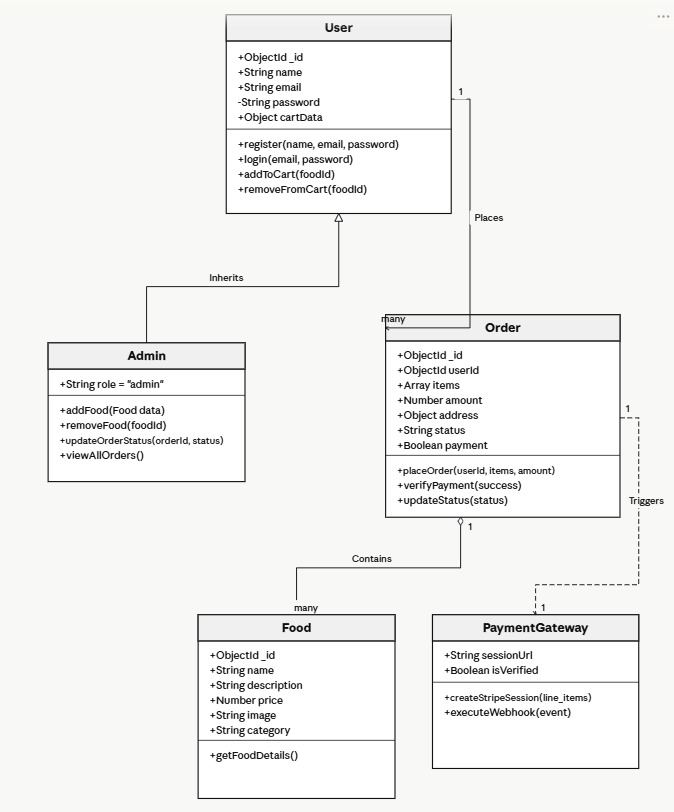 User
+ObjectId _id
+String name
+String email
-String password
+Object cartData
+register(name, email, password)
+login(email, password)
+addToCart(foodId)
+removeFromCart(foodId)
1
Places
many
Inherits
Admin
+String role = "admin"
+addFood(Food data)
+removeFood(foodId)
+updateOrderStatus(orderId, status)
+viewAllOrders()
Order
+ObjectId _id
+ObjectId userId
+Array items
+Number amount
+Object address
+String status
+Boolean payment
+placeOrder(userId, items, amount)
+verifyPayment(success)
+updateStatus(status)
1
Triggers
1
1
Contains
many
Food
+ObjectId _id
+String name
+String description
+Number price
+String image
+String category
+getFoodDetails()
PaymentGateway
+String sessionUrl
+Boolean isVerified
+createStripeSession(line_items)
+executeWebhook(event)